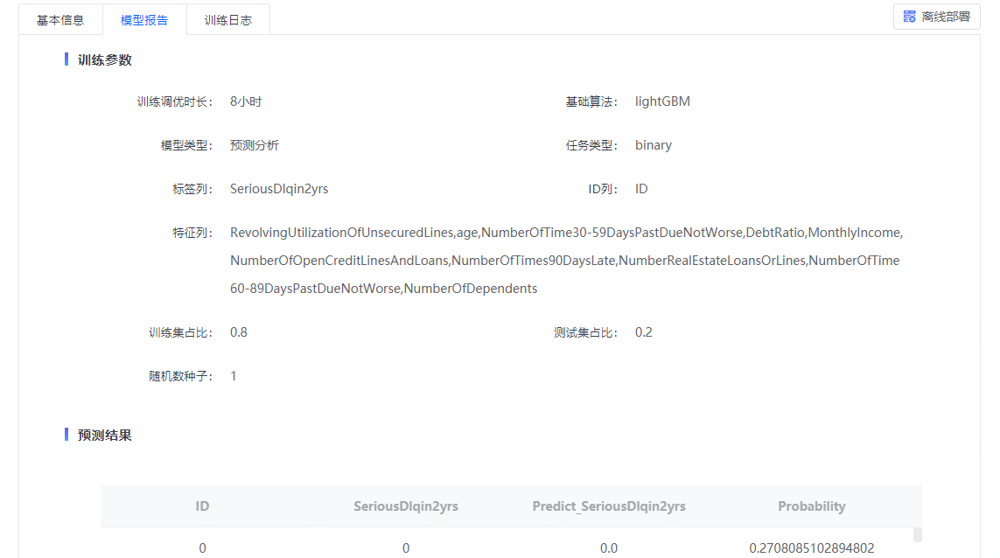 基本信息 模型报告 训练日志 离线部署
训练参数
训练调优时长： 8小时 基础算法： lightGBM
模型类型： 预测分析 任务类型： binary
标签列： SeriousDlqin2yrs ID列： ID
特征列： RevolvingUtilizationOfUnsecuredLines,age,NumberOfTime30-59DaysPastDueNotWorse,DebtRatio,MonthlyIncome,
NumberOfOpenCreditLinesAndLoans,NumberOfTimes90DaysLate,NumberRealEstateLoansOrLines,NumberOfTime
60-89DaysPastDueNotWorse,NumberOfDependents
训练集占比： 0.8 测试集占比： 0.2
随机数种子： 1
预测结果
ID SeriousDlqin2yrs Predict_SeriousDlqin2yrs Probability
0 0 0.0 0.2708085102894802